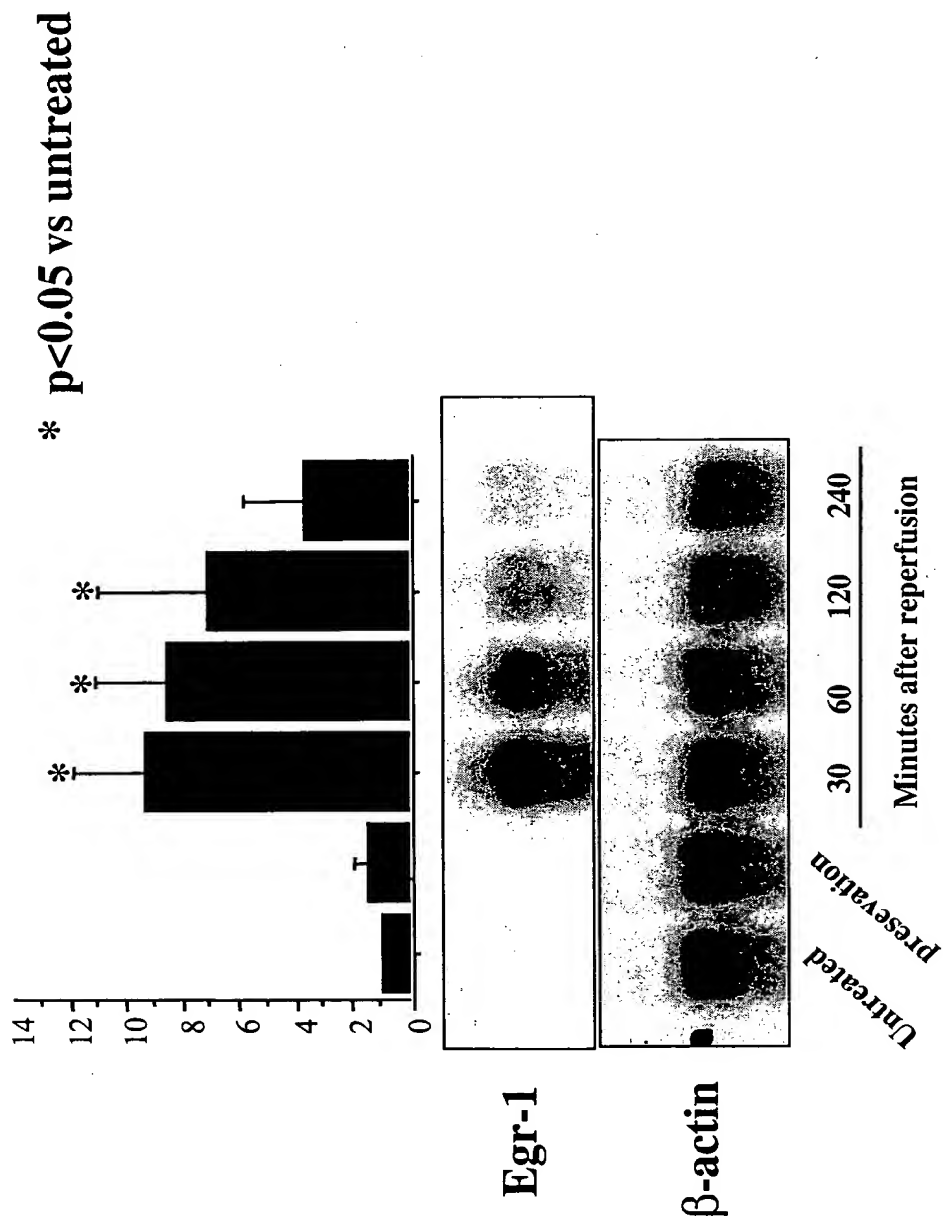 * p<0.05 vs untreated
14
12
10
8
6
4
2
0
* * *
Egr-1
β-actin
Untreated
presevation
30 60 120 240
Minutes after reperfusion